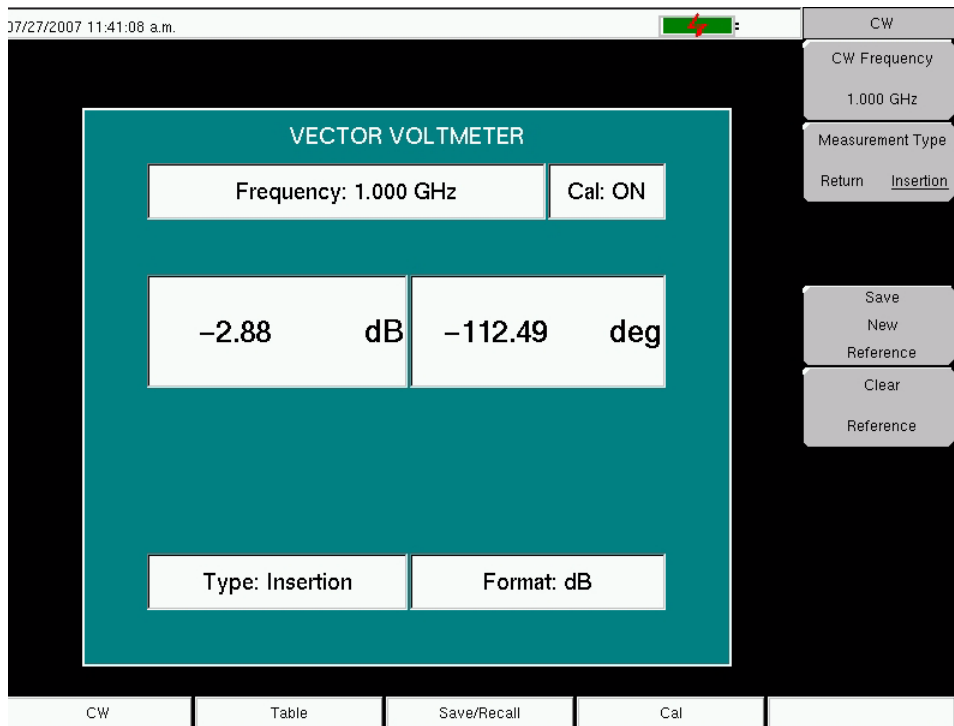 07/27/2007 11:41:08 a.m.
CW
CW Frequency
1.000 GHz
Measurement Type
Return Insertion
Save
New
Reference
Clear
Reference
VECTOR VOLTMETER
Frequency: 1.000 GHz
Cal: ON
−2.88 dB
−112.49 deg
Type: Insertion
Format: dB
CW
Table
Save/Recall
Cal